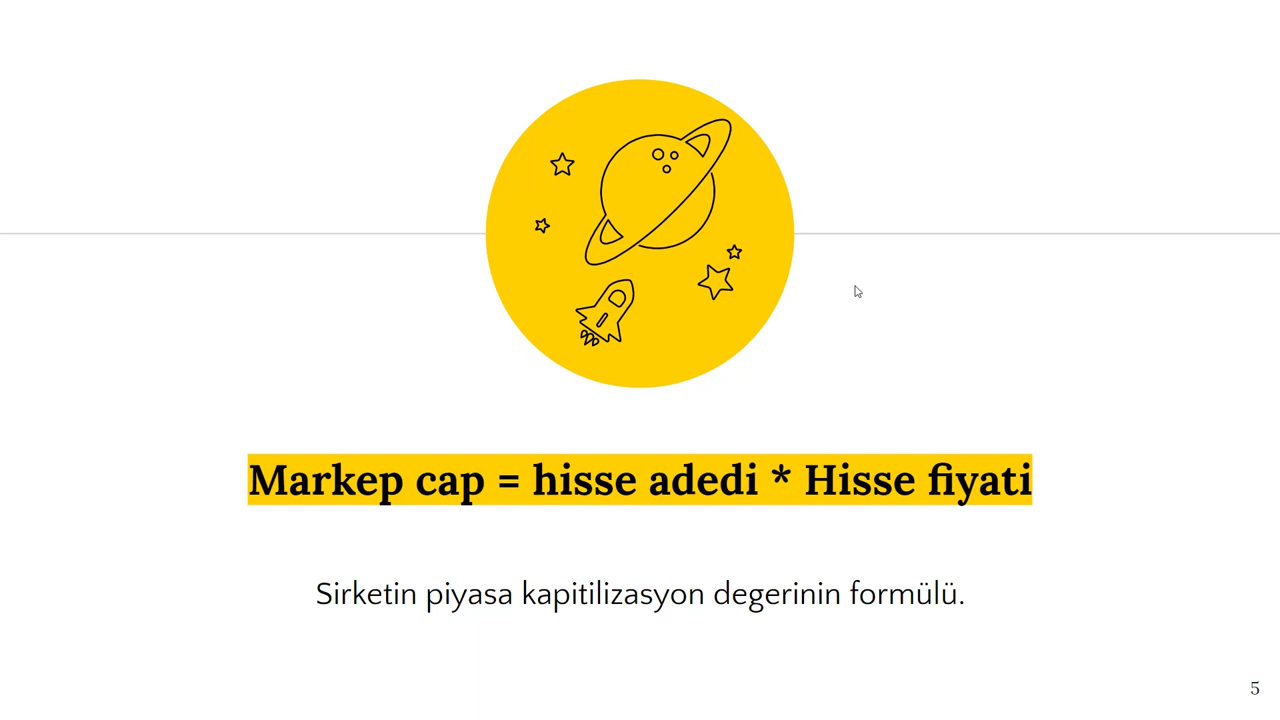 Markep cap = hisse adedi * Hisse fiyati
Sirketin piyasa kapitilizasyon degerinin formülü.
5